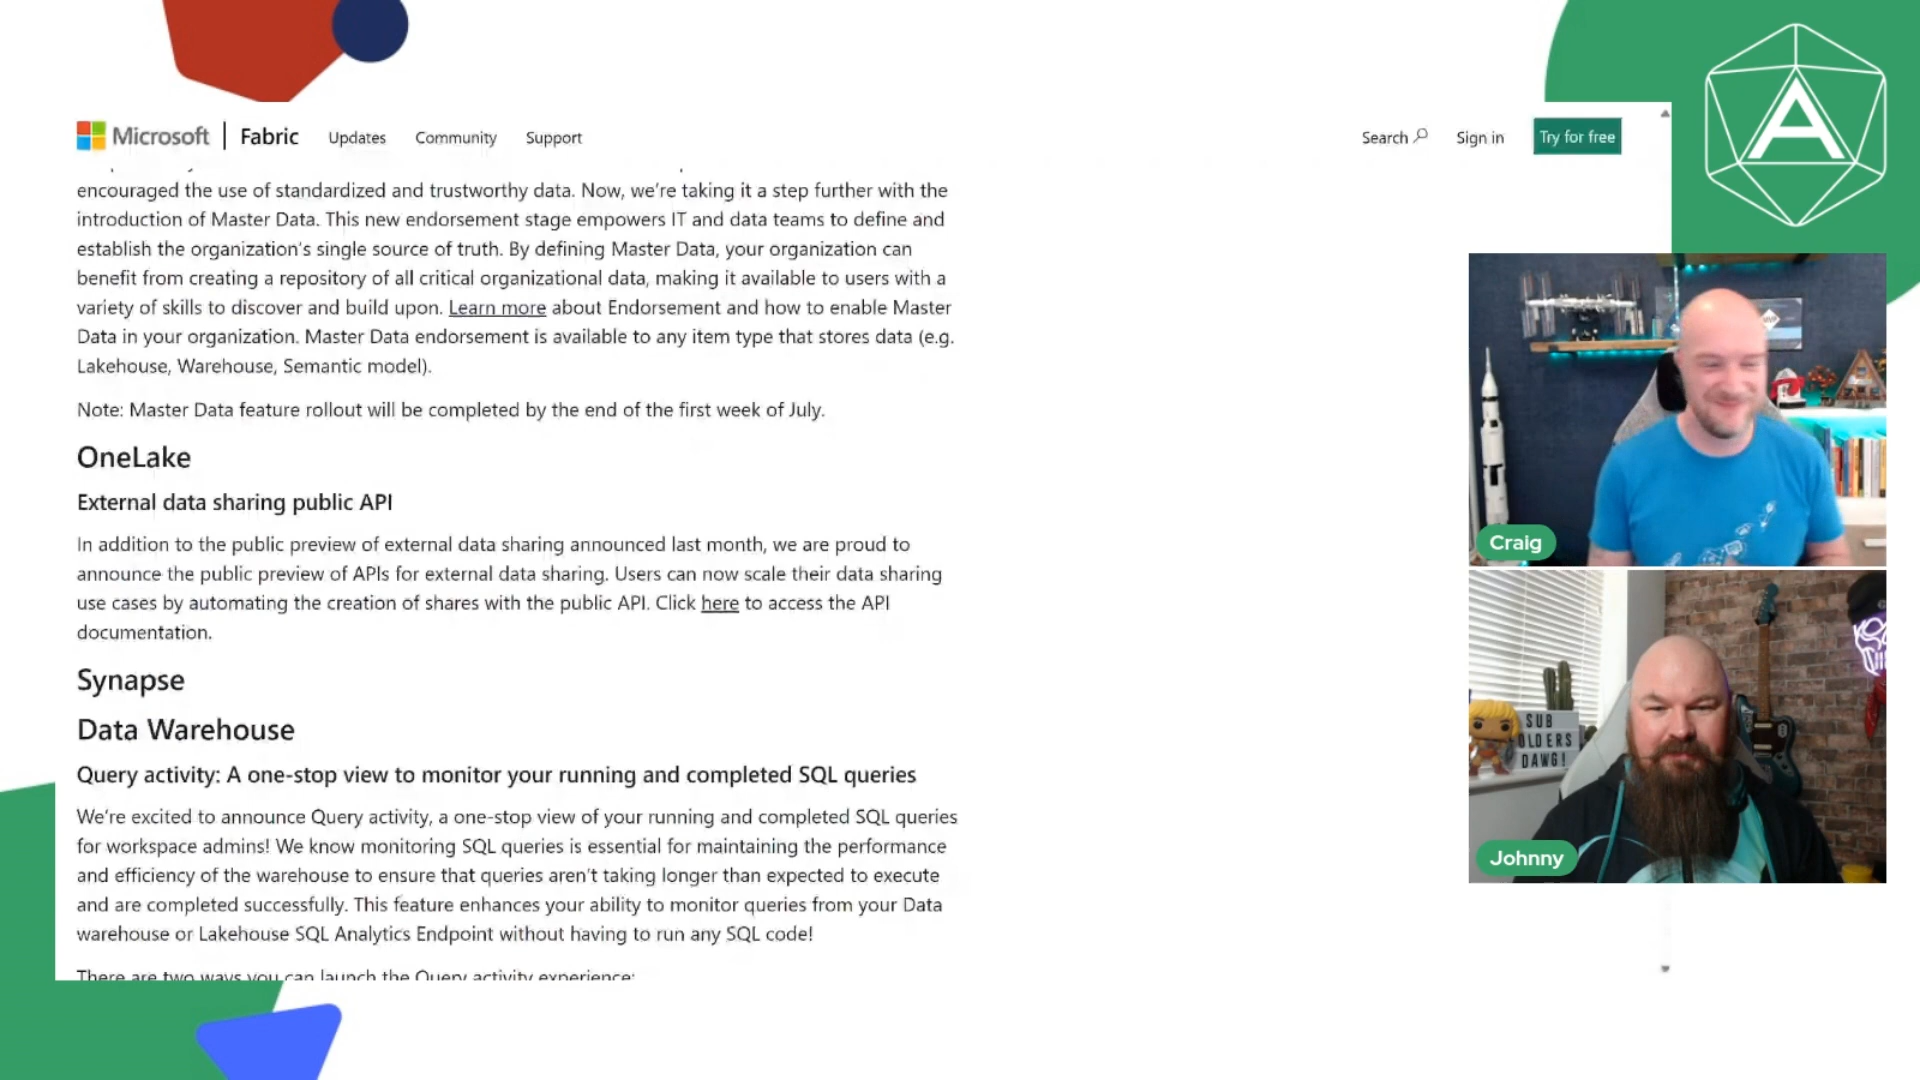 Microsoft | Fabric Updates Community Support Search Sign in Try for free
encouraged the use of standardized and trustworthy data. Now, we're taking it a step further with the
introduction of Master Data. This new endorsement stage empowers IT and data teams to define and
establish the organization's single source of truth. By defining Master Data, your organization can
benefit from creating a repository of all critical organizational data, making it available to users with a
variety of skills to discover and build upon. Learn more about Endorsement and how to enable Master
Data in your organization. Master Data endorsement is available to any item type that stores data (e.g.
Lakehouse, Warehouse, Semantic model).
Note: Master Data feature rollout will be completed by the end of the first week of July.
OneLake
External data sharing public API
In addition to the public preview of external data sharing announced last month, we are proud to
announce the public preview of APIs for external data sharing. Users can now scale their data sharing
use cases by automating the creation of shares with the public API. Click here to access the API
documentation.
Synapse
Data Warehouse
Query activity: A one-stop view to monitor your running and completed SQL queries
We're excited to announce Query activity, a one-stop view of your running and completed SQL queries
for workspace admins! We know monitoring SQL queries is essential for maintaining the performance
and efficiency of the warehouse to ensure that queries aren't taking longer than expected to execute
and are completed successfully. This feature enhances your ability to monitor queries from your Data
warehouse or Lakehouse SQL Analytics Endpoint without having to run any SQL code!
There are two ways you can launch the Query activity experience:
A
Craig
SUB
OLDERS
DAWG!
Johnny